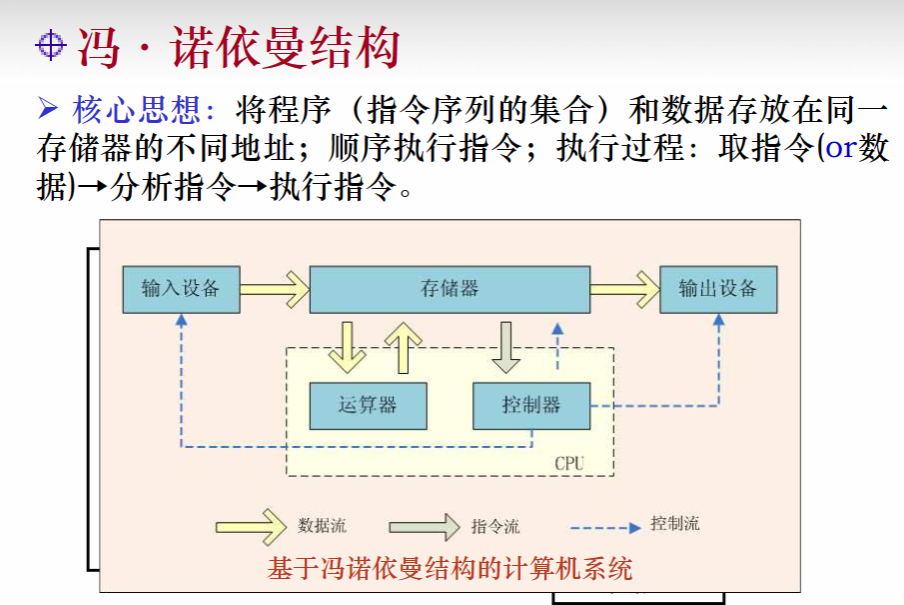 冯·诺依曼结构
核心思想：将程序（指令序列的集合）和数据存放在同一
存储器的不同地址；顺序执行指令；执行过程：取指令(or数
据)→分析指令→执行指令。
输入设备
存储器
输出设备
运算器
控制器
CPU
数据流
指令流
控制流
基于冯诺依曼结构的计算机系统